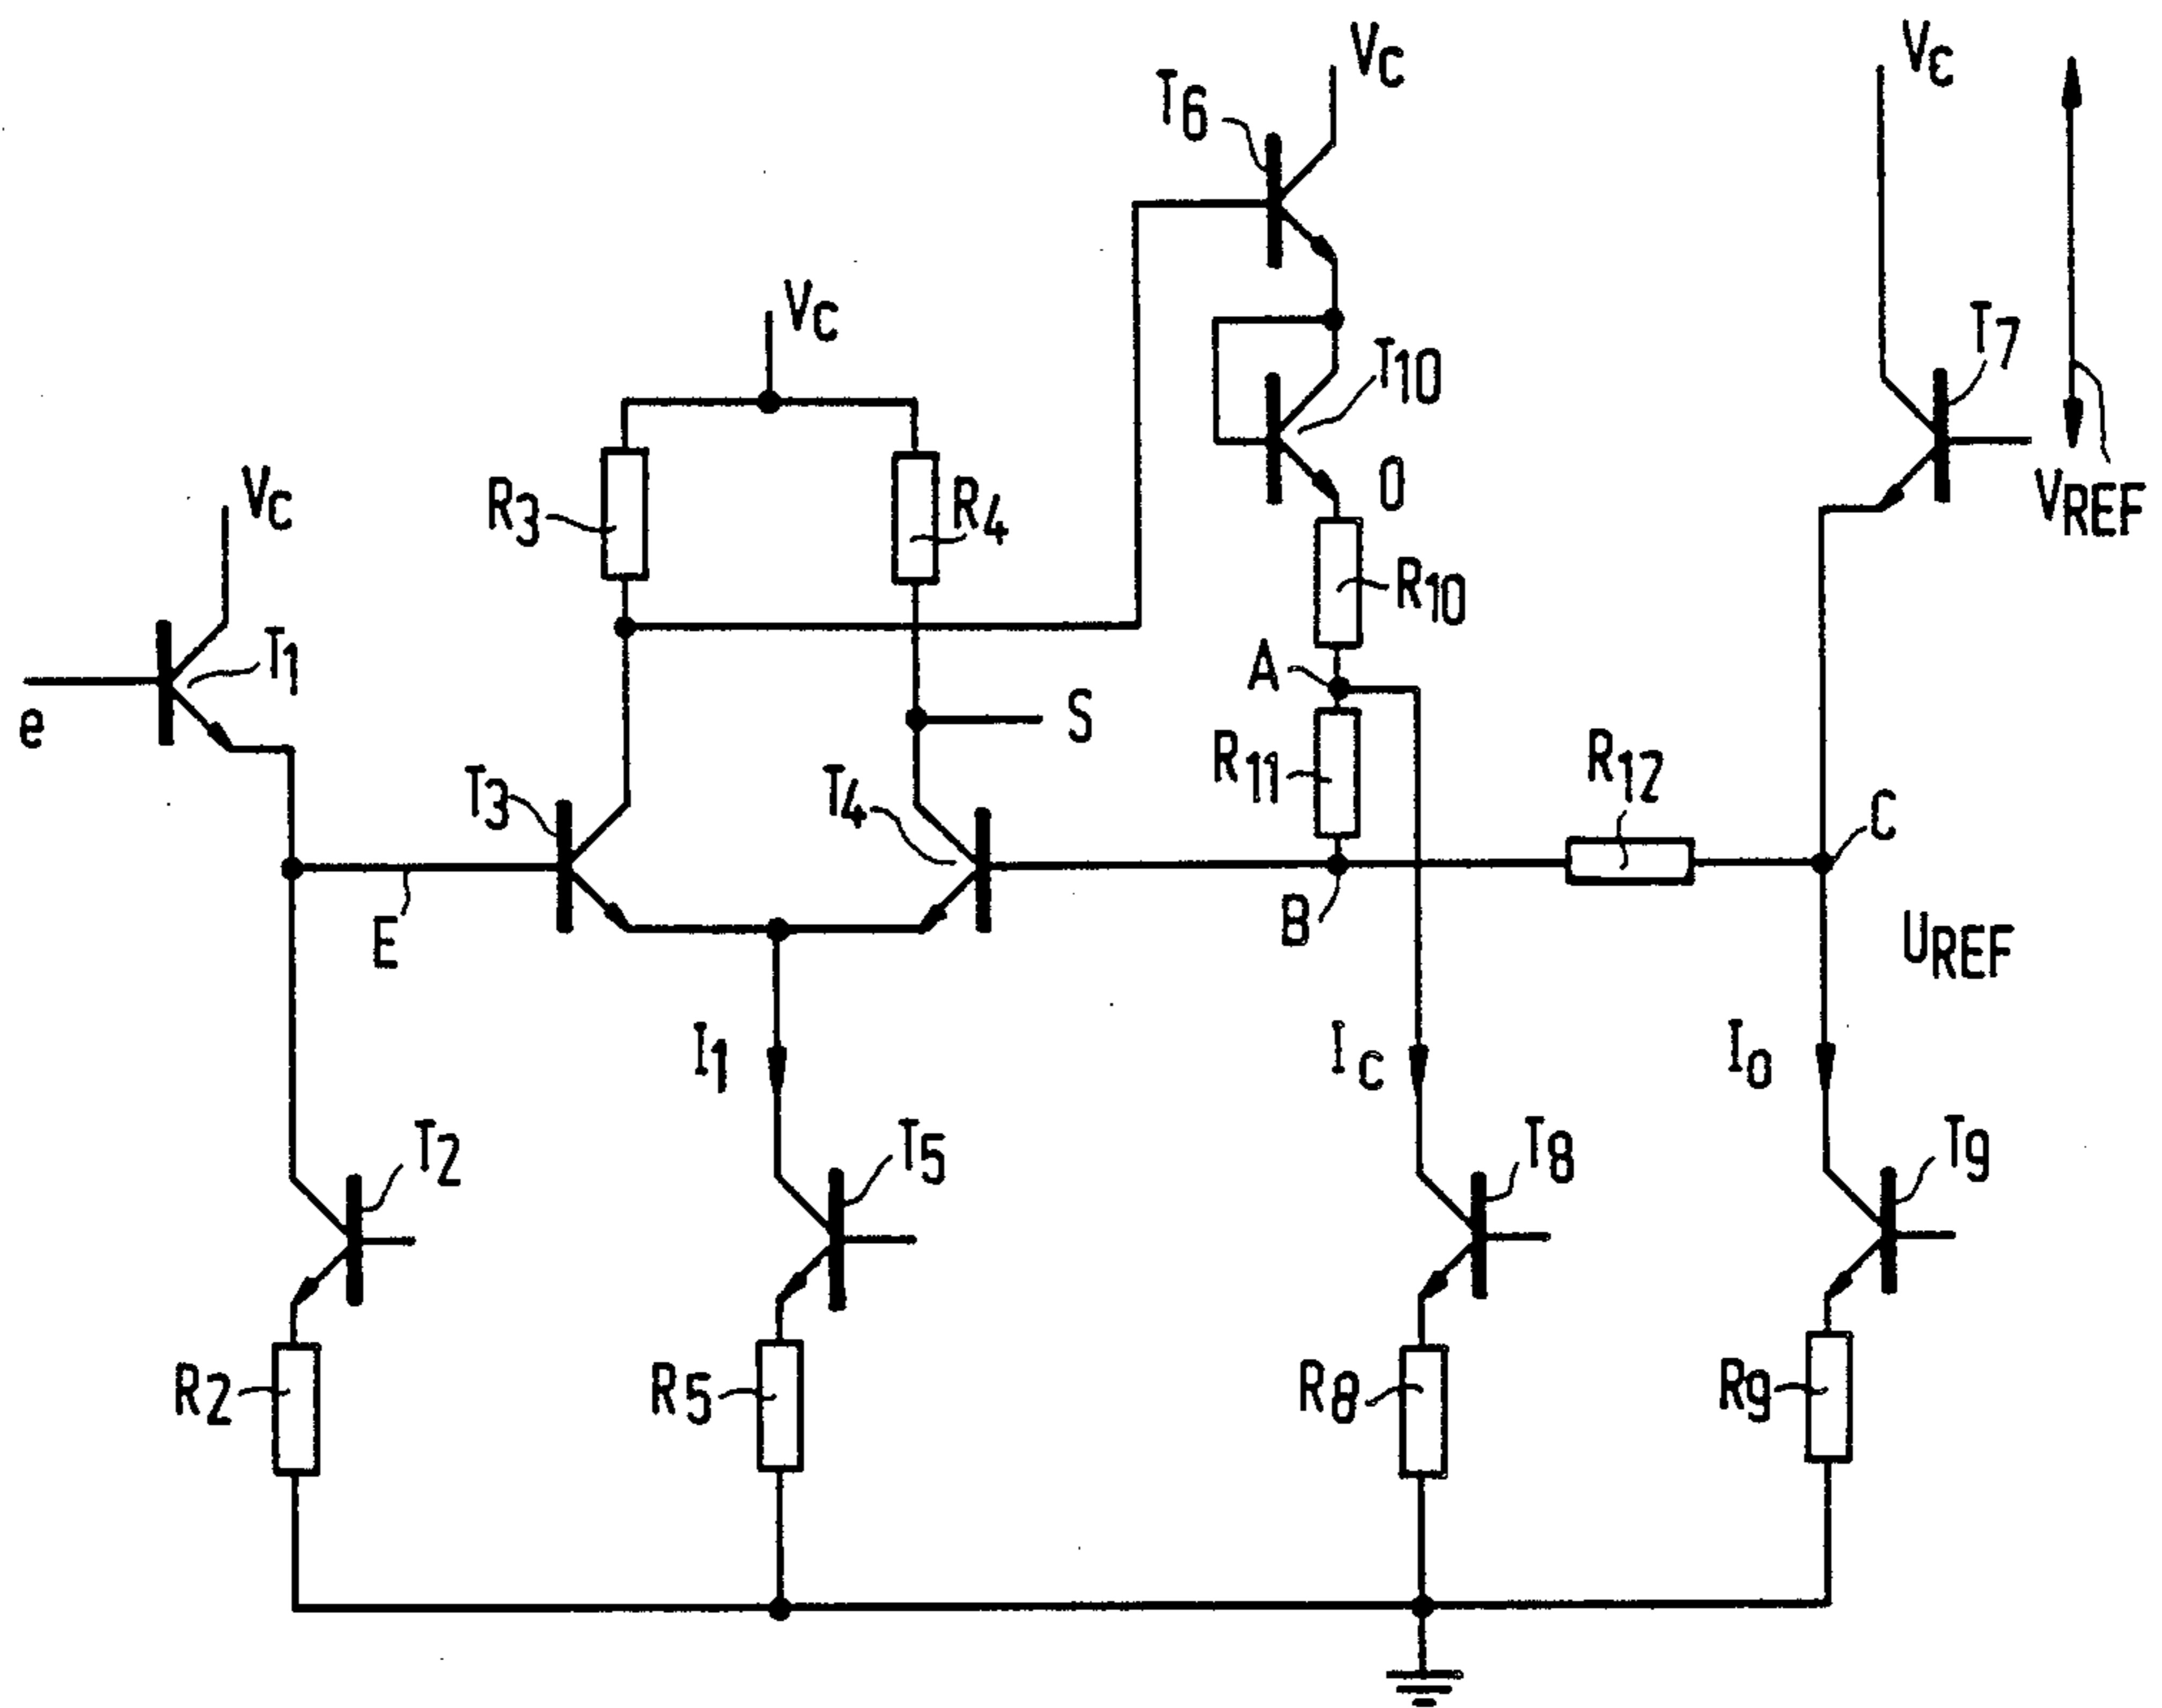 VC
VC
T6
VC
T7
VREF
T10
O
VC
R3
R4
R10
T1
e
A
S
R11
R12
C
T3
T4
E
B
UREF
I1
IC
IO
T2
T5
T8
T9
R2
R5
R8
R9